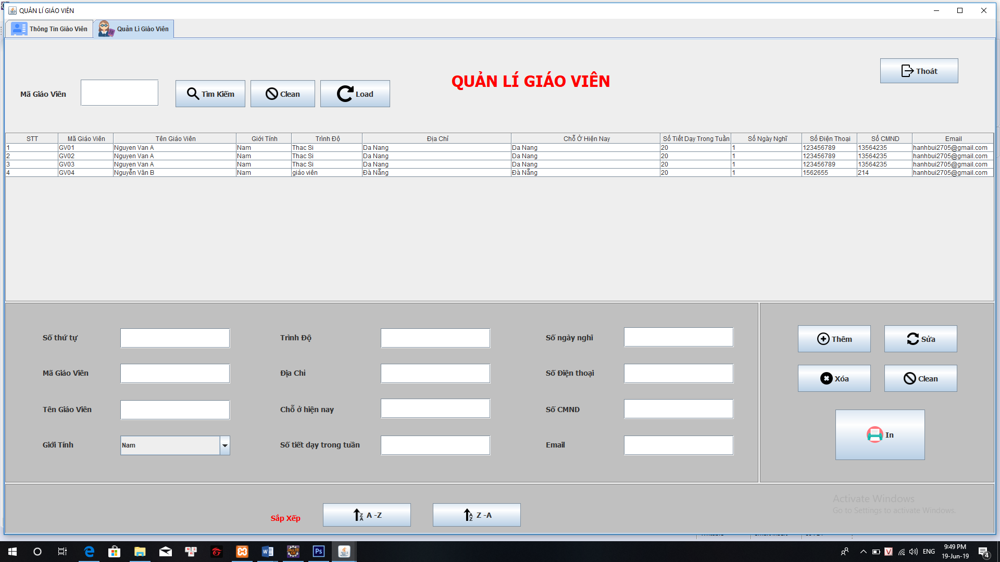 QUẢN LÍ GIÁO VIÊN
Thông Tin Giáo Viên Quản Lí Giáo Viên
Thoát
QUẢN LÍ GIÁO VIÊN
Mã Giáo Viên Tìm Kiếm Clean Load
STT Mã Giáo Viên Tên Giáo Viên Giới Tính Trình Độ Địa Chỉ Chỗ Ở Hiện Nay Số Tiết Dạy Trong Tuần Số Ngày Nghĩ Số Điện Thoại Số CMND Email
1 GV01 Nguyen Van A Nam Thac Si Da Nang Da Nang 20 1 123456789 13564235 hanhbui2705@gmail.com
2 GV02 Nguyen Van A Nam Thac Si Da Nang Da Nang 20 1 123456789 13564235 hanhbui2705@gmail.com
3 GV03 Nguyen Van A Nam Thac Si Da Nang Da Nang 20 1 123456789 13564235 hanhbui2705@gmail.com
4 GV04 Nguyễn Văn B Nam giáo viên Đà Nẵng Đà Nẵng 20 1 1562655 214 hanhbui2705@gmail.com
Số thứ tự Trình Độ Số ngày nghĩ Thêm Sửa
Mã Giáo Viên Địa Chỉ Số Điện thoại Xóa Clean
Tên Giáo Viên Chỗ ở hiện nay Số CMND
Giới Tính Nam Số tiết dạy trong tuần Email In
Activate Windows
Go to Settings to activate Windows.
Sắp Xếp A -Z Z -A
ENG 9:49 PM
19-Jun-19 4